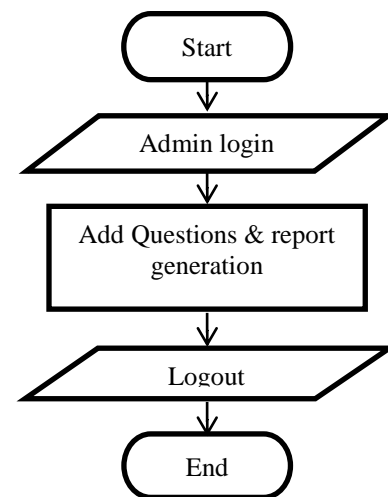 Start
Admin login
Add Questions & report
generation
Logout
End